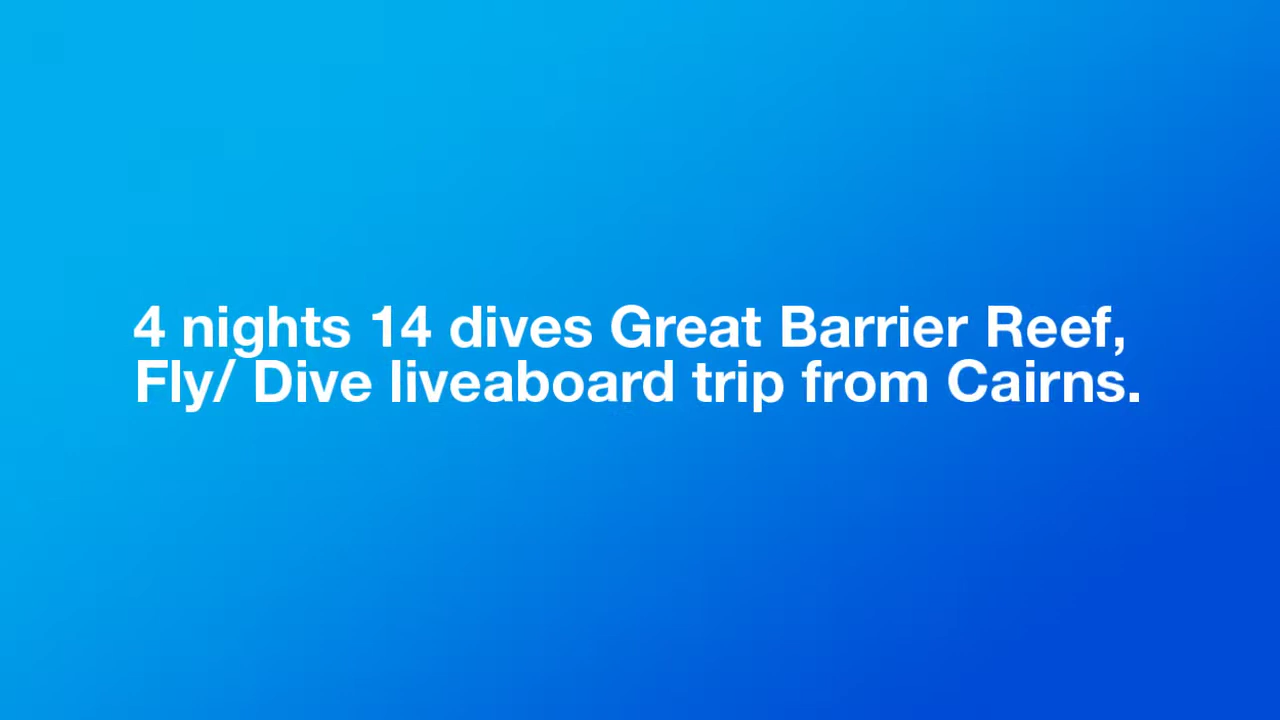 4 nights 14 dives Great Barrier Reef,
Fly/ Dive liveaboard trip from Cairns.